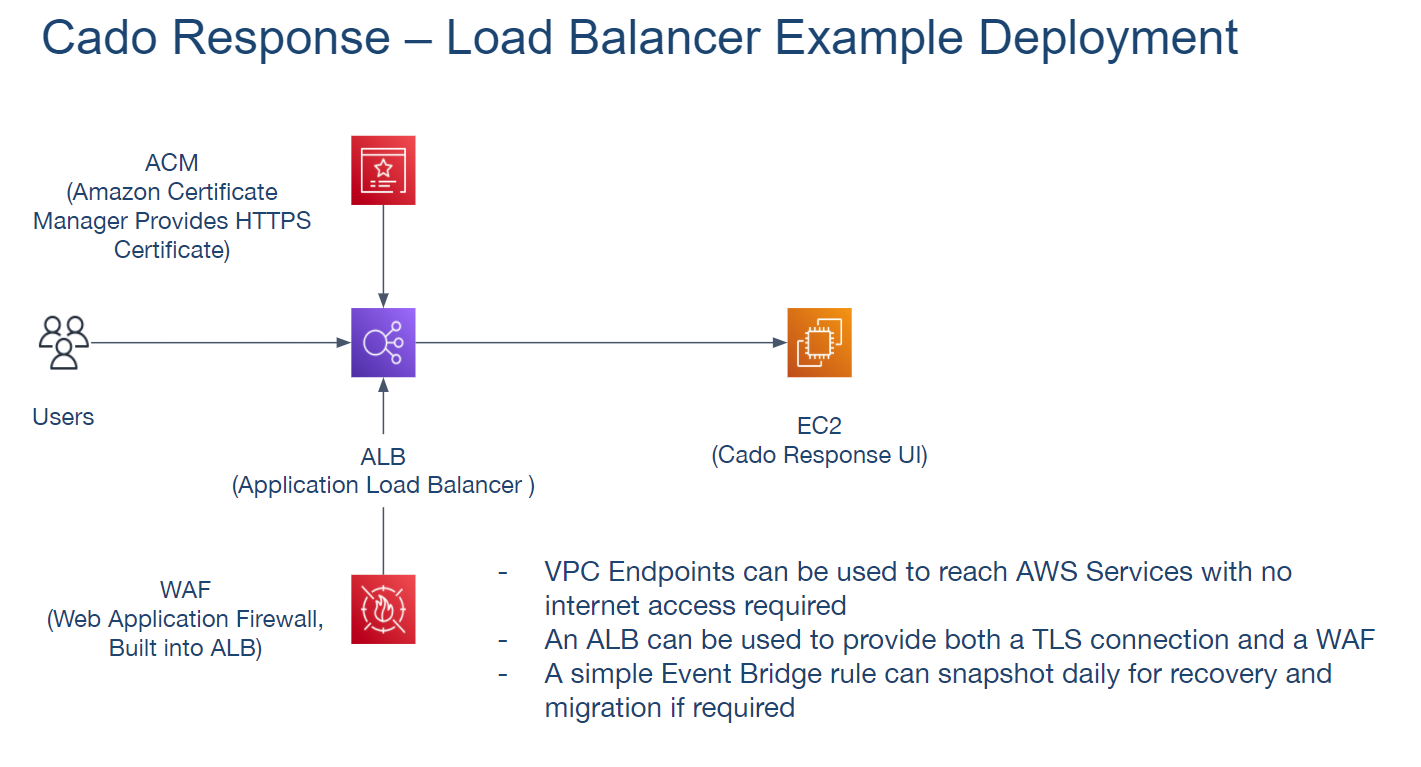 Cado Response – Load Balancer Example Deployment
ACM
(Amazon Certificate
Manager Provides HTTPS
Certificate)
Users
ALB
(Application Load Balancer )
EC2
(Cado Response UI)
WAF
(Web Application Firewall,
Built into ALB)
- VPC Endpoints can be used to reach AWS Services with no
internet access required
- An ALB can be used to provide both a TLS connection and a WAF
- A simple Event Bridge rule can snapshot daily for recovery and
migration if required